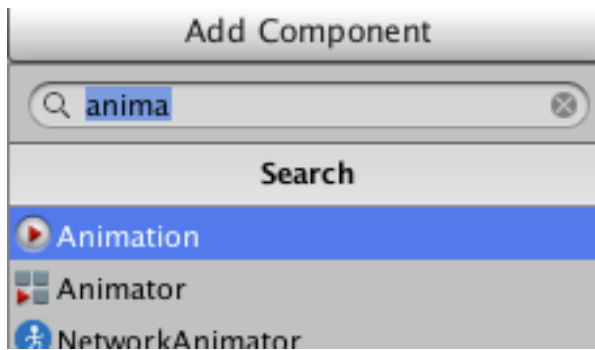 Add Component
anima
Search
Animation
Animator
NetworkAnimator